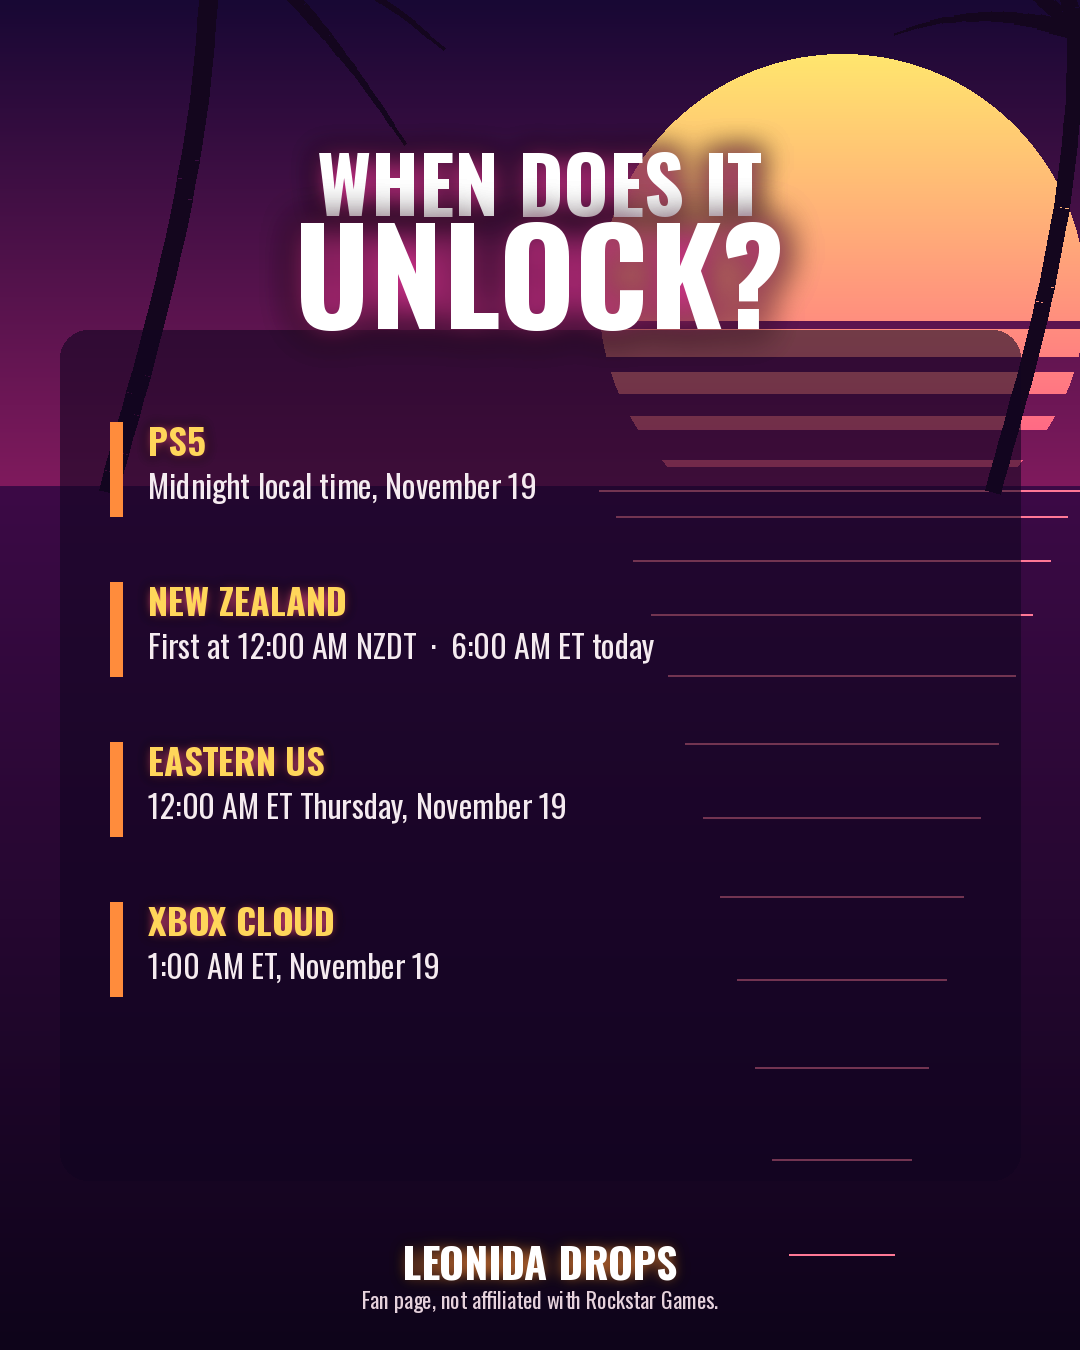 WHEN DOES IT
UNLOCK?
PS5
Midnight local time, November 19
NEW ZEALAND
First at 12:00 AM NZDT · 6:00 AM ET today
EASTERN US
12:00 AM ET Thursday, November 19
XBOX CLOUD
1:00 AM ET, November 19
LEONIDA DROPS
Fan page, not affiliated with Rockstar Games.